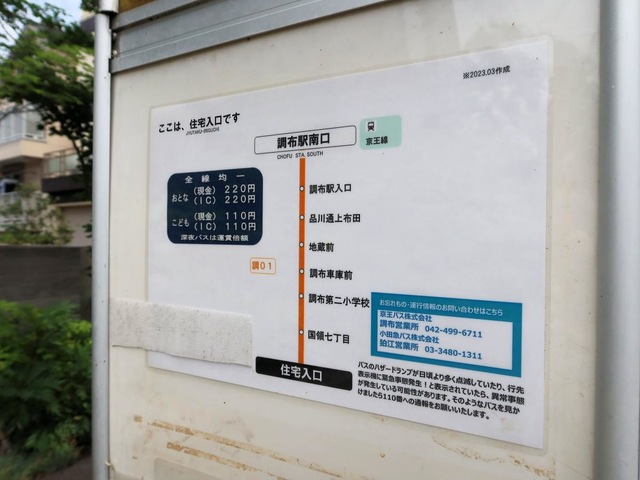 ※2023.03作成
ここは、住宅入口です
JYUTAKU-IRIGUCHI
調布駅南口
CHOFU STA. SOUTH
京王線
全線均一
おとな (現金) 220円
(IC) 220円
こども (現金) 110円
(IC) 110円
深夜バスは運賃倍額
調布駅入口
品川通上布田
地蔵前
調01
調布車庫前
調布第二小学校
国領七丁目
住宅入口
お忘れもの・運行情報のお問い合わせはこちら
京王バス株式会社
調布営業所 042-499-6711
小田急バス株式会社
狛江営業所 03-3480-1311
バスのハザードランプが日頃より多く点滅していたり、行先
表示機に緊急事態発生！と表示されていたら、異常事態
が発生している可能性があります。そのようなバスを見か
けましたら110番への通報をお願いいたします。